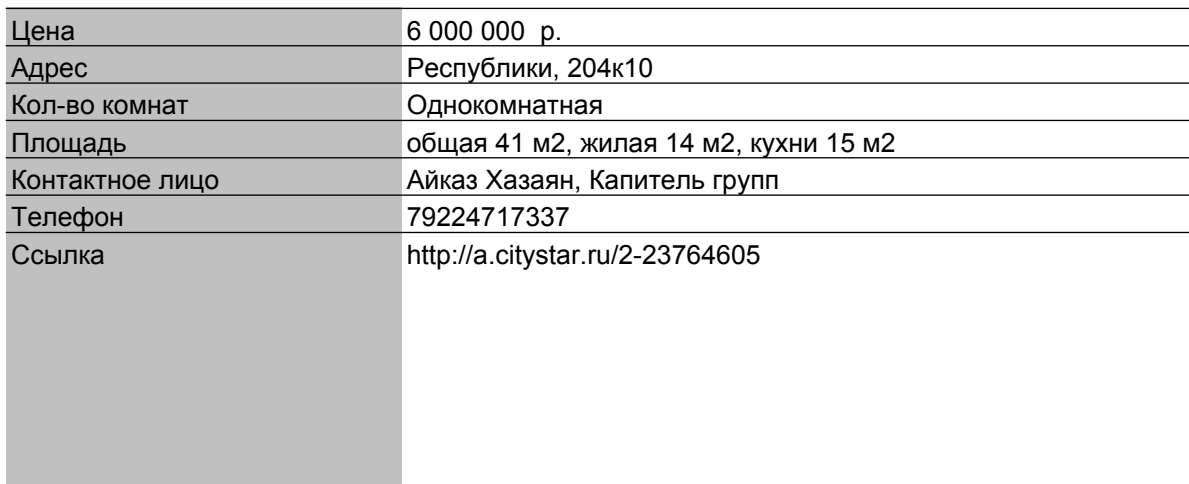 Цена 6 000 000 р.
Адрес Республики, 204к10
Кол-во комнат Однокомнатная
Площадь общая 41 м2, жилая 14 м2, кухни 15 м2
Контактное лицо Айказ Хазаян, Капитель групп
Телефон 79224717337
Ссылка http://a.citystar.ru/2-23764605